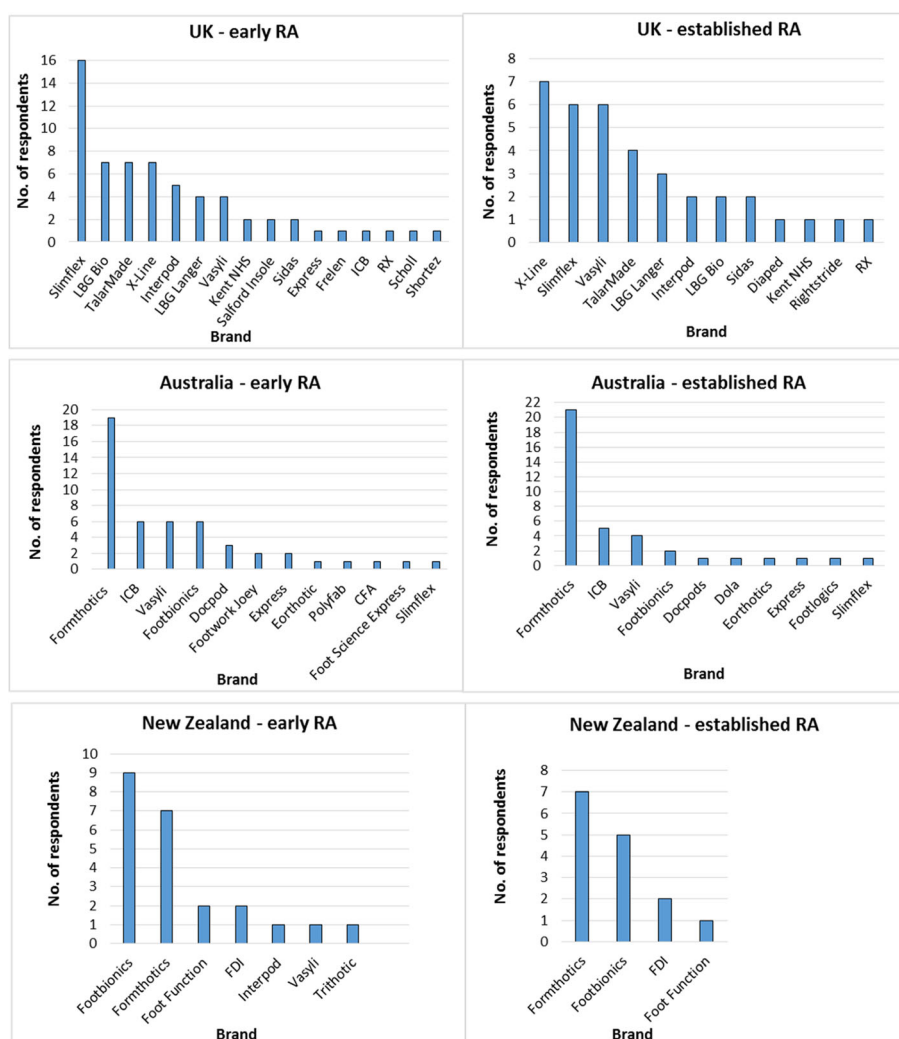 UK - early RA
No. of respondents
16
14
12
10
8
6
4
2
0
Slimflex
LBG Bio
TalarMade
X-Line
Interpod
LBG Langer
Vasyli
Kent NHS
Salford Insole
Sidas
Express
Frelen
ICB
RX
Scholl
Shortez
Brand
UK - established RA
No. of respondents
8
7
6
5
4
3
2
1
0
X-Line
Slimflex
Vasyli
TalarMade
LBG Langer
Interpod
LBG Bio
Sidas
Diaped
Kent NHS
Rightstride
RX
Brand
Australia - early RA
No. of respondents
20
18
16
14
12
10
8
6
4
2
0
Formthotics
ICB
Vasyli
Footbionics
Docpod
Footwork Joey
Express
Eorthotic
Polyfab
CFA
Foot Science Express
Slimflex
Brand
Australia - established RA
No. of respondents
22
20
18
16
14
12
10
8
6
4
2
0
Formthotics
ICB
Vasyli
Footbionics
Docpods
Dola
Eorthotics
Express
Footlogics
Slimflex
Brand
New Zealand - early RA
No. of respondents
10
9
8
7
6
5
4
3
2
1
0
Footbionics
Formthotics
Foot Function
FDI
Interpod
Vasyli
Trithotic
Brand
New Zealand - established RA
No. of respondents
8
7
6
5
4
3
2
1
0
Formthotics
Footbionics
FDI
Foot Function
Brand